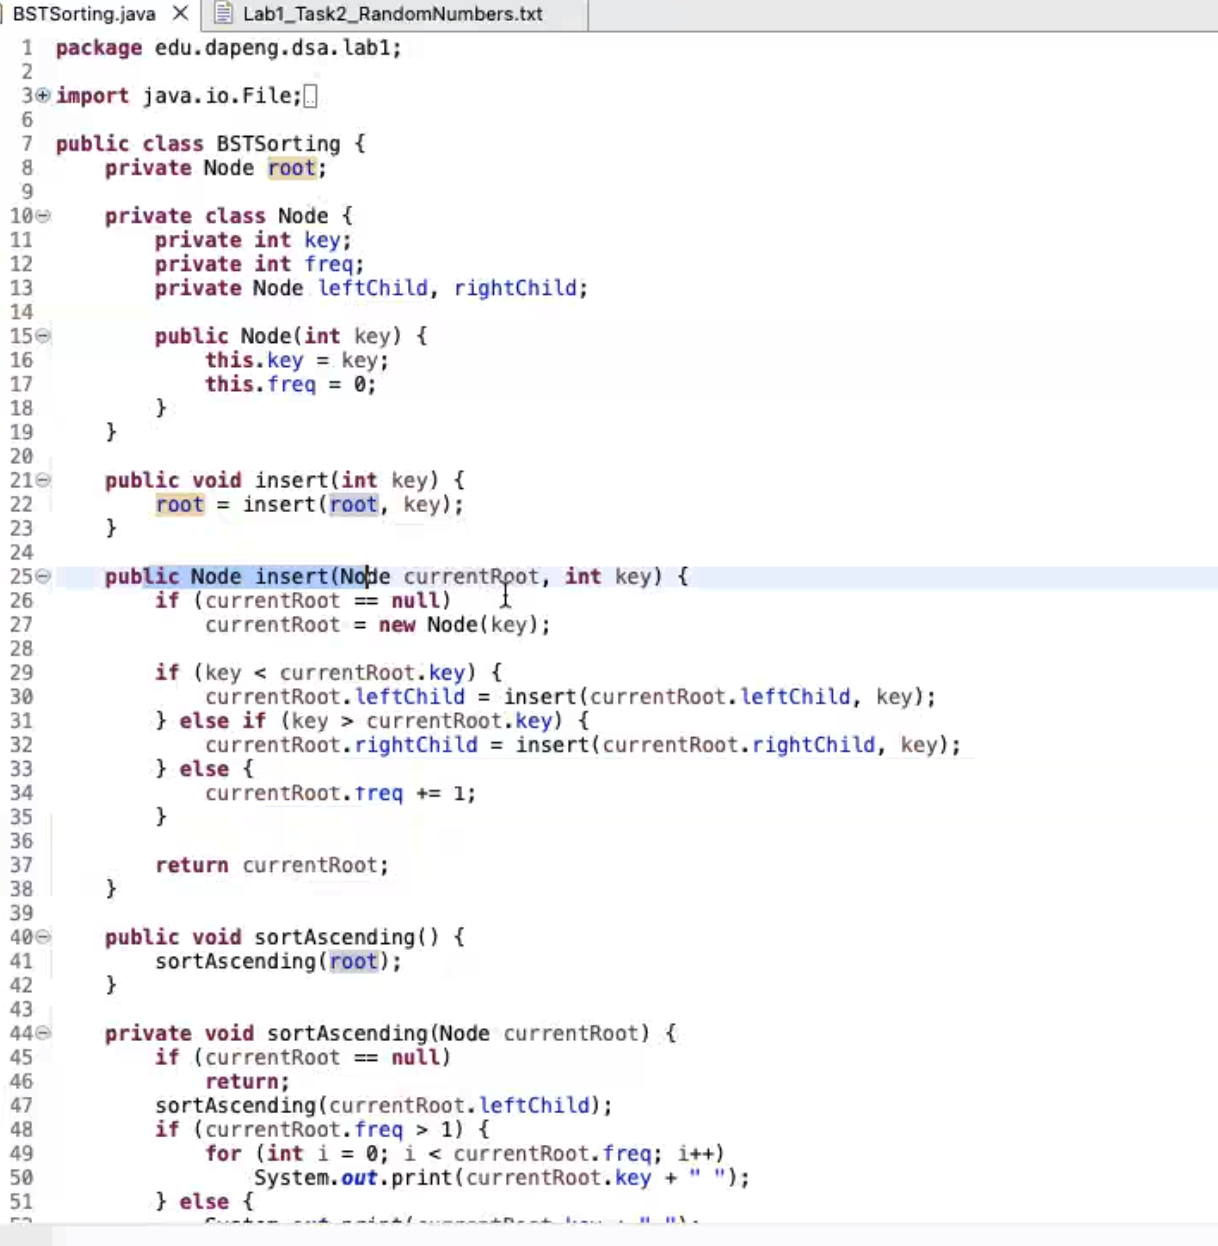 BSTSorting.java Lab1_Task2_RandomNumbers.txt
1 package edu.dapeng.dsa.lab1;
2
3 import java.io.File;
6
7 public class BSTSorting {
8 private Node root;
9
10 private class Node {
11 private int key;
12 private int freq;
13 private Node leftChild, rightChild;
14
15 public Node(int key) {
16 this.key = key;
17 this.freq = 0;
18 }
19 }
20
21 public void insert(int key) {
22 root = insert(root, key);
23 }
24
25 public Node insert(Node currentRoot, int key) {
26 if (currentRoot == null)
27 currentRoot = new Node(key);
28
29 if (key < currentRoot.key) {
30 currentRoot.leftChild = insert(currentRoot.leftChild, key);
31 } else if (key > currentRoot.key) {
32 currentRoot.rightChild = insert(currentRoot.rightChild, key);
33 } else {
34 currentRoot.freq += 1;
35 }
36
37 return currentRoot;
38 }
39
40 public void sortAscending() {
41 sortAscending(root);
42 }
43
44 private void sortAscending(Node currentRoot) {
45 if (currentRoot == null)
46 return;
47 sortAscending(currentRoot.leftChild);
48 if (currentRoot.freq > 1) {
49 for (int i = 0; i < currentRoot.freq; i++)
50 System.out.print(currentRoot.key + " ");
51 } else {